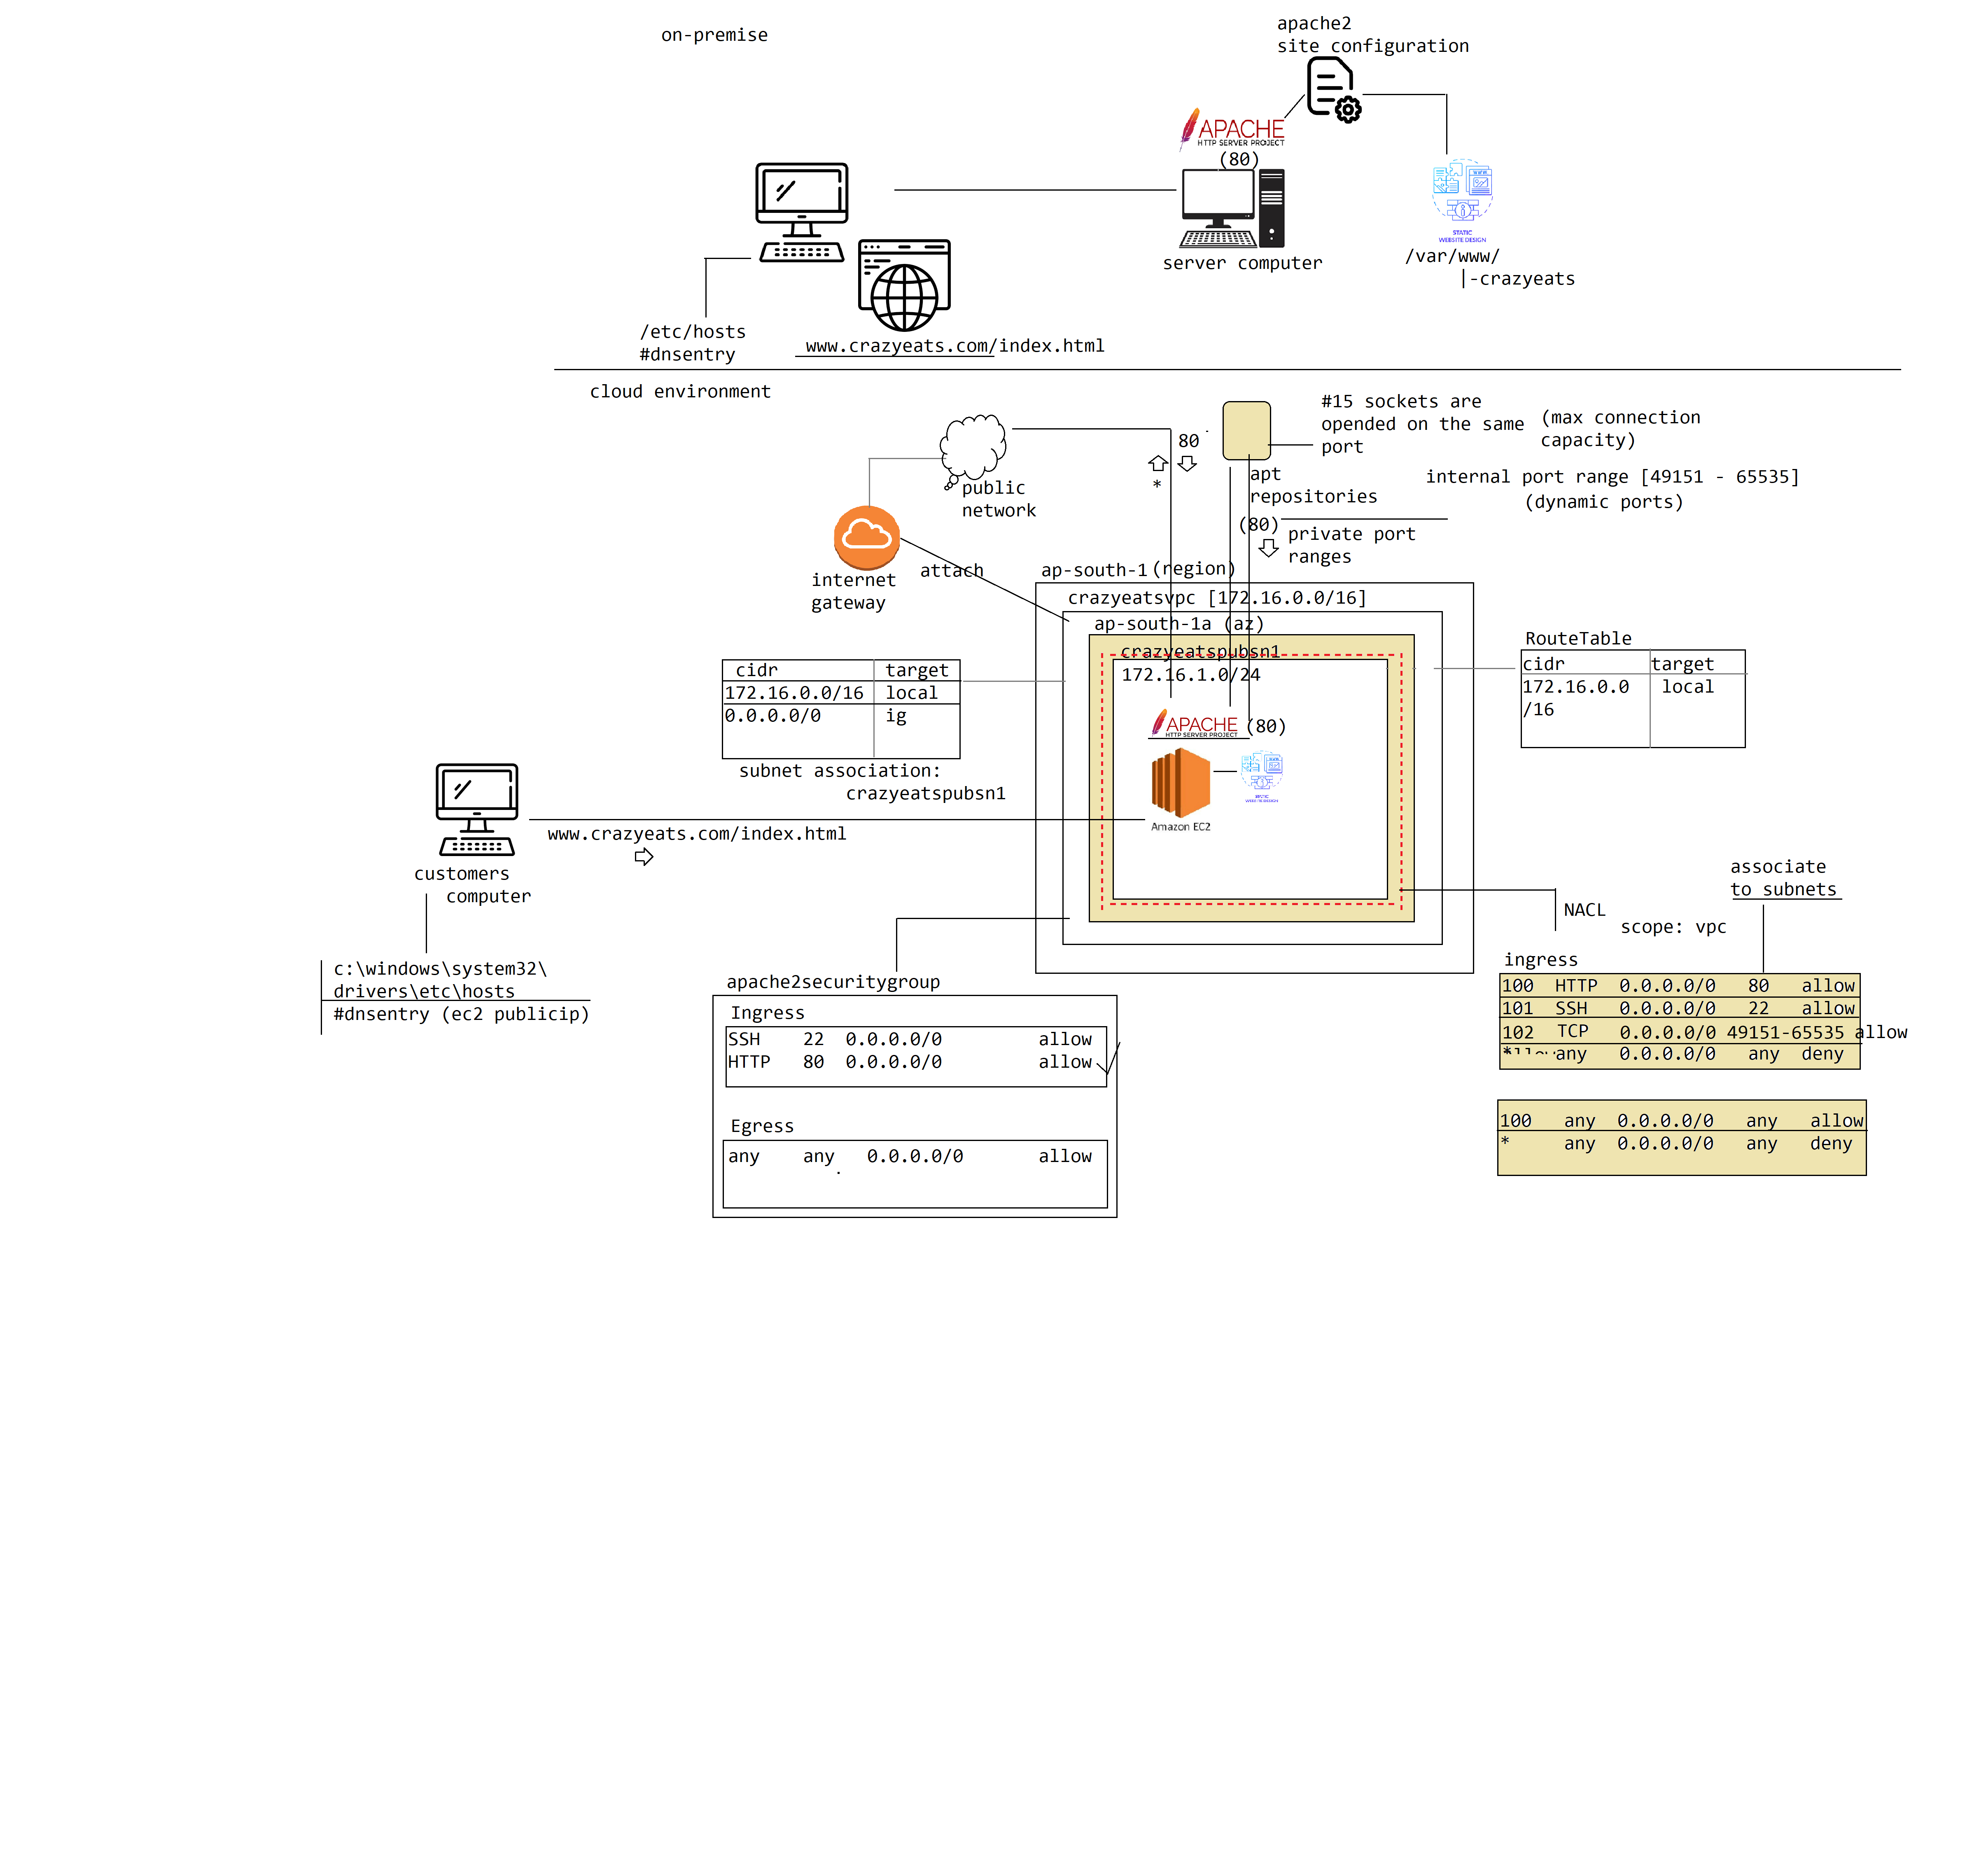 on-premise
apache2
site configuration
APACHE
HTTP SERVER PROJECT
(80)
STATIC
WEBSITE DESIGN
server computer
/var/www/
|-crazyeats
/etc/hosts
#dnsentry
www.crazyeats.com/index.html
cloud environment
#15 sockets are
opended on the same
port
(max connection
capacity)
80
*
public
network
apt
repositories
internal port range [49151 - 65535]
(dynamic ports)
(80)
private port
ranges
internet
gateway
attach
ap-south-1 (region)
crazyeatsvpc [172.16.0.0/16]
ap-south-1a (az)
crazyeatspubsn1
172.16.1.0/24
APACHE
HTTP SERVER PROJECT
(80)
Amazon EC2
STATIC
WEBSITE DESIGN
cidr target
172.16.0.0/16 local
0.0.0.0/0 ig
subnet association:
crazyeatspubsn1
RouteTable
cidr target
172.16.0.0 local
/16
www.crazyeats.com/index.html
customers
computer
c:\windows\system32\
drivers\etc\hosts
#dnsentry (ec2 publicip)
associate
to subnets
NACL
scope: vpc
ingress
100 HTTP 0.0.0.0/0 80 allow
101 SSH 0.0.0.0/0 22 allow
102 TCP 0.0.0.0/0 49151-65535 allow
* any 0.0.0.0/0 any deny
100 any 0.0.0.0/0 any allow
* any 0.0.0.0/0 any deny
apache2securitygroup
Ingress
SSH 22 0.0.0.0/0 allow
HTTP 80 0.0.0.0/0 allow
Egress
any any 0.0.0.0/0 allow